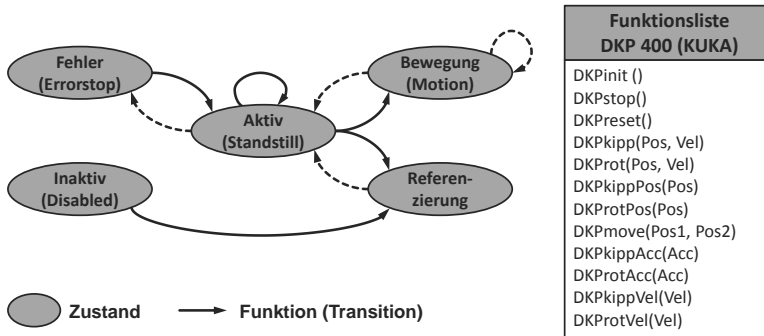 Fehler
(Errorstop)
Bewegung
(Motion)
Aktiv
(Standstill)
Inaktiv
(Disabled)
Referen-
zierung
Zustand
Funktion (Transition)
Funktionsliste
DKP 400 (KUKA)
DKPinit ()
DKPstop()
DKPreset()
DKPkipp(Pos, Vel)
DKProt(Pos, Vel)
DKPkippPos(Pos)
DKProtPos(Pos)
DKPmove(Pos1, Pos2)
DKPkippAcc(Acc)
DKProtAcc(Acc)
DKPkippVel(Vel)
DKProtVel(Vel)